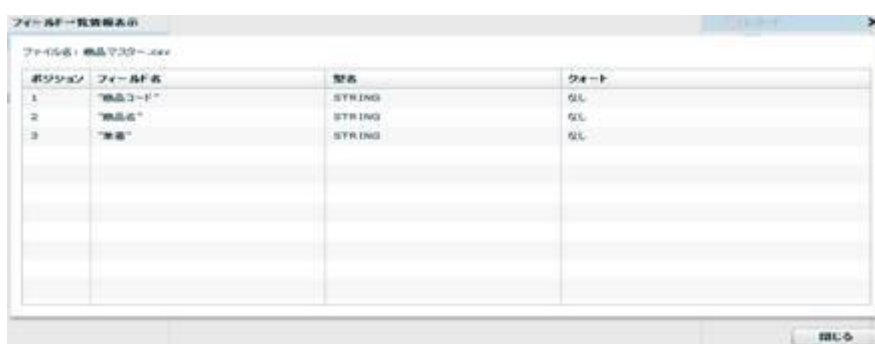 フィールド一覧情報表示
ファイル名: 商品マスター.csv
ポジション フィールド名 型名 クォート
1 "商品コード" STRING なし
2 "商品名" STRING なし
3 "単価" STRING なし
閉じる